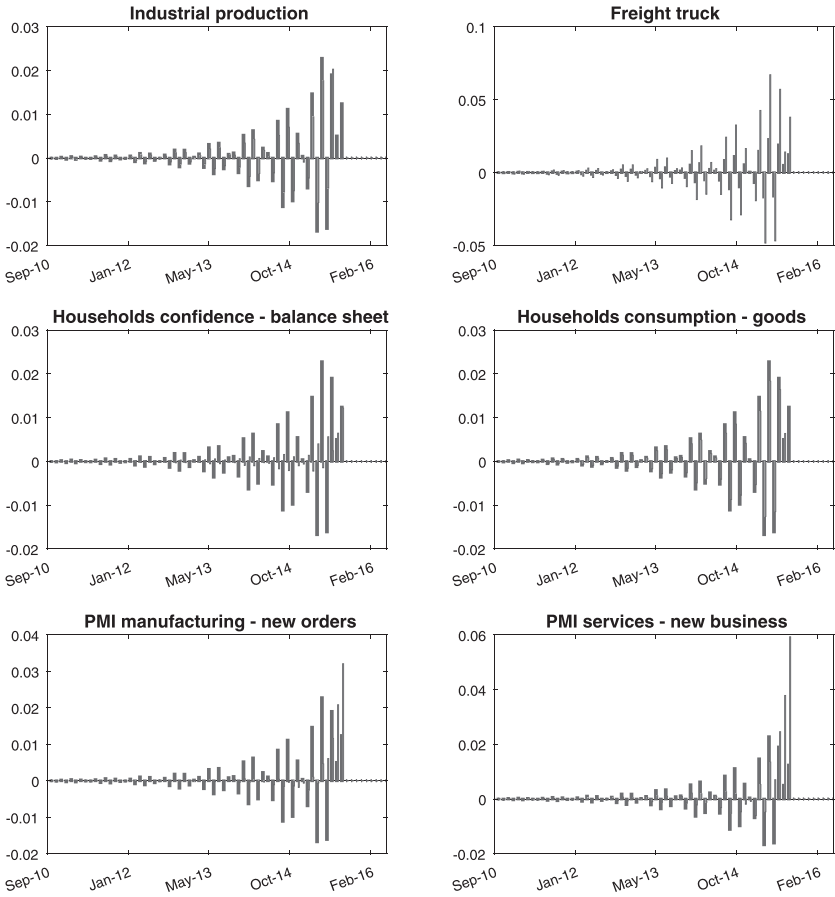 Industrial production
0.03
0.02
0.01
0
-0.01
-0.02
Sep-10 Jan-12 May-13 Oct-14 Feb-16
Freight truck
0.1
0.05
0
-0.05
Sep-10 Jan-12 May-13 Oct-14 Feb-16
Households confidence - balance sheet
0.03
0.02
0.01
0
-0.01
-0.02
Sep-10 Jan-12 May-13 Oct-14 Feb-16
Households consumption - goods
0.03
0.02
0.01
0
-0.01
-0.02
Sep-10 Jan-12 May-13 Oct-14 Feb-16
PMI manufacturing - new orders
0.04
0.03
0.02
0.01
0
-0.01
-0.02
Sep-10 Jan-12 May-13 Oct-14 Feb-16
PMI services - new business
0.06
0.04
0.02
0
-0.02
Sep-10 Jan-12 May-13 Oct-14 Feb-16